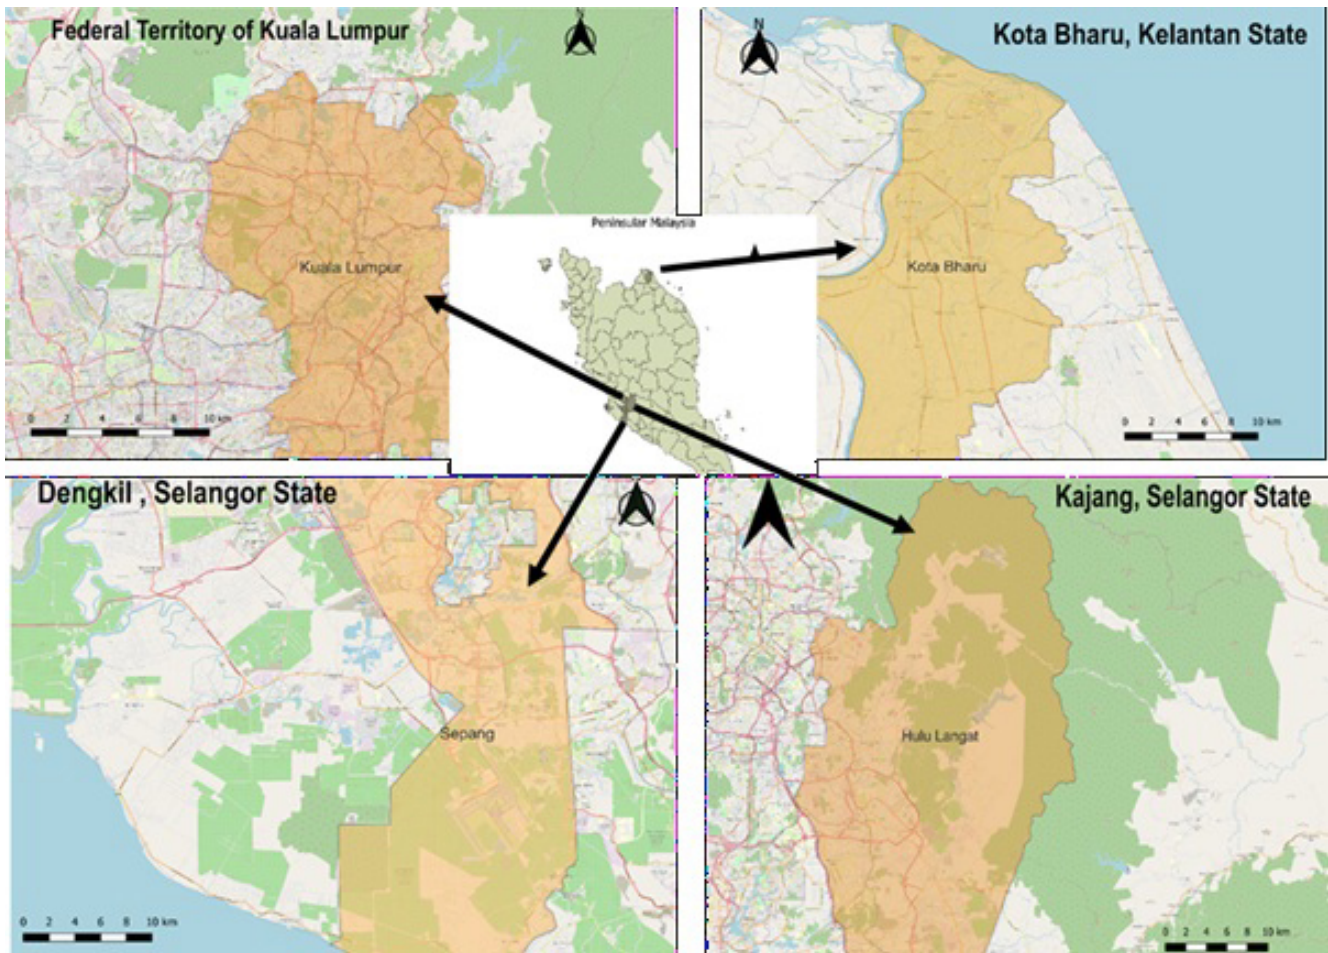 Federal Territory of Kuala Lumpur
N
Kuala Lumpur
0 2 4 6 8 10 km
N
Kota Bharu, Kelantan State
Kota Bharu
0 2 4 6 8 10 km
Peninsular Malaysia
Dengkil , Selangor State
Sepang
0 2 4 6 8 10 km
Kajang, Selangor State
Hulu Langat
0 2 4 6 8 10 km